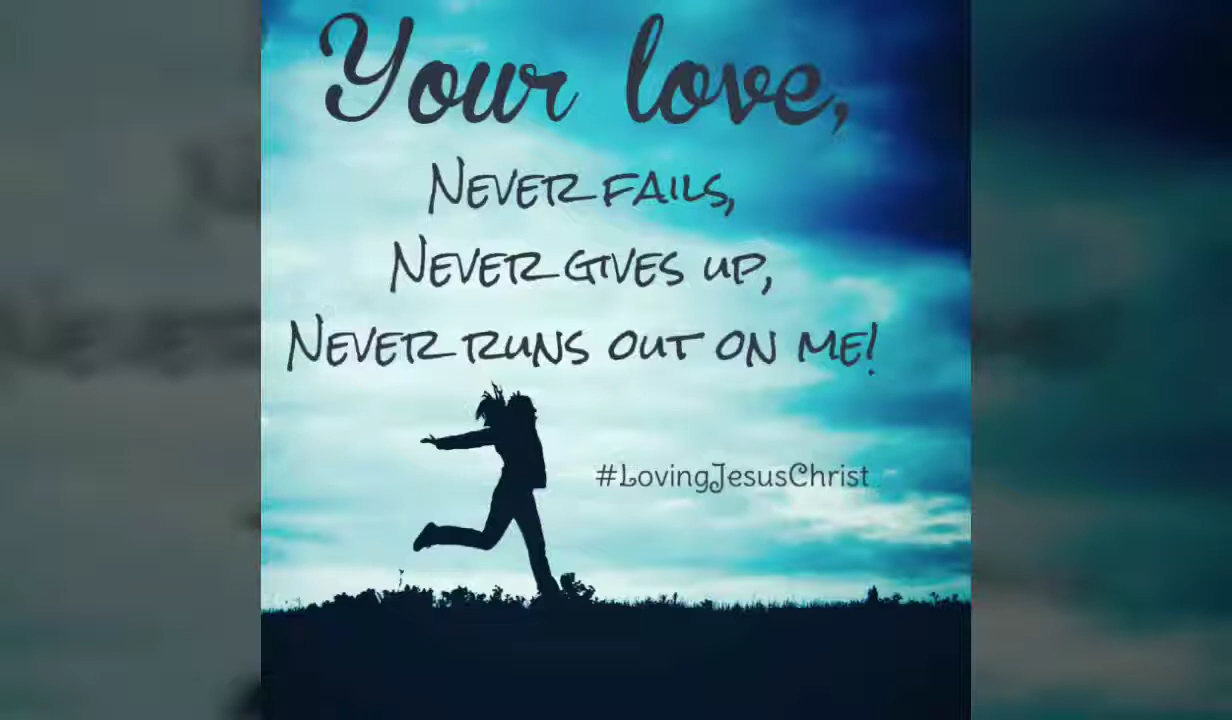 Your love,
Never fails,
Never gives up,
Never runs out on me!
#LovingJesusChrist